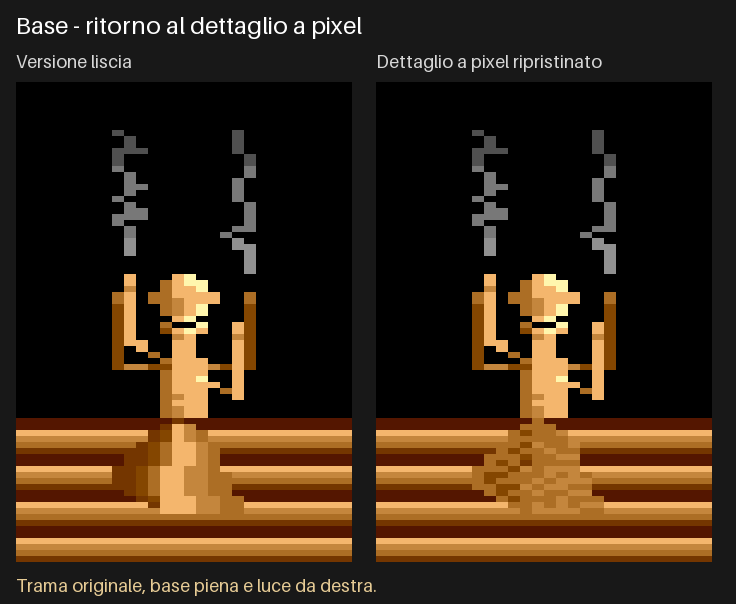 Base - ritorno al dettaglio a pixel
Versione liscia
Dettaglio a pixel ripristinato
Trama originale, base piena e luce da destra.